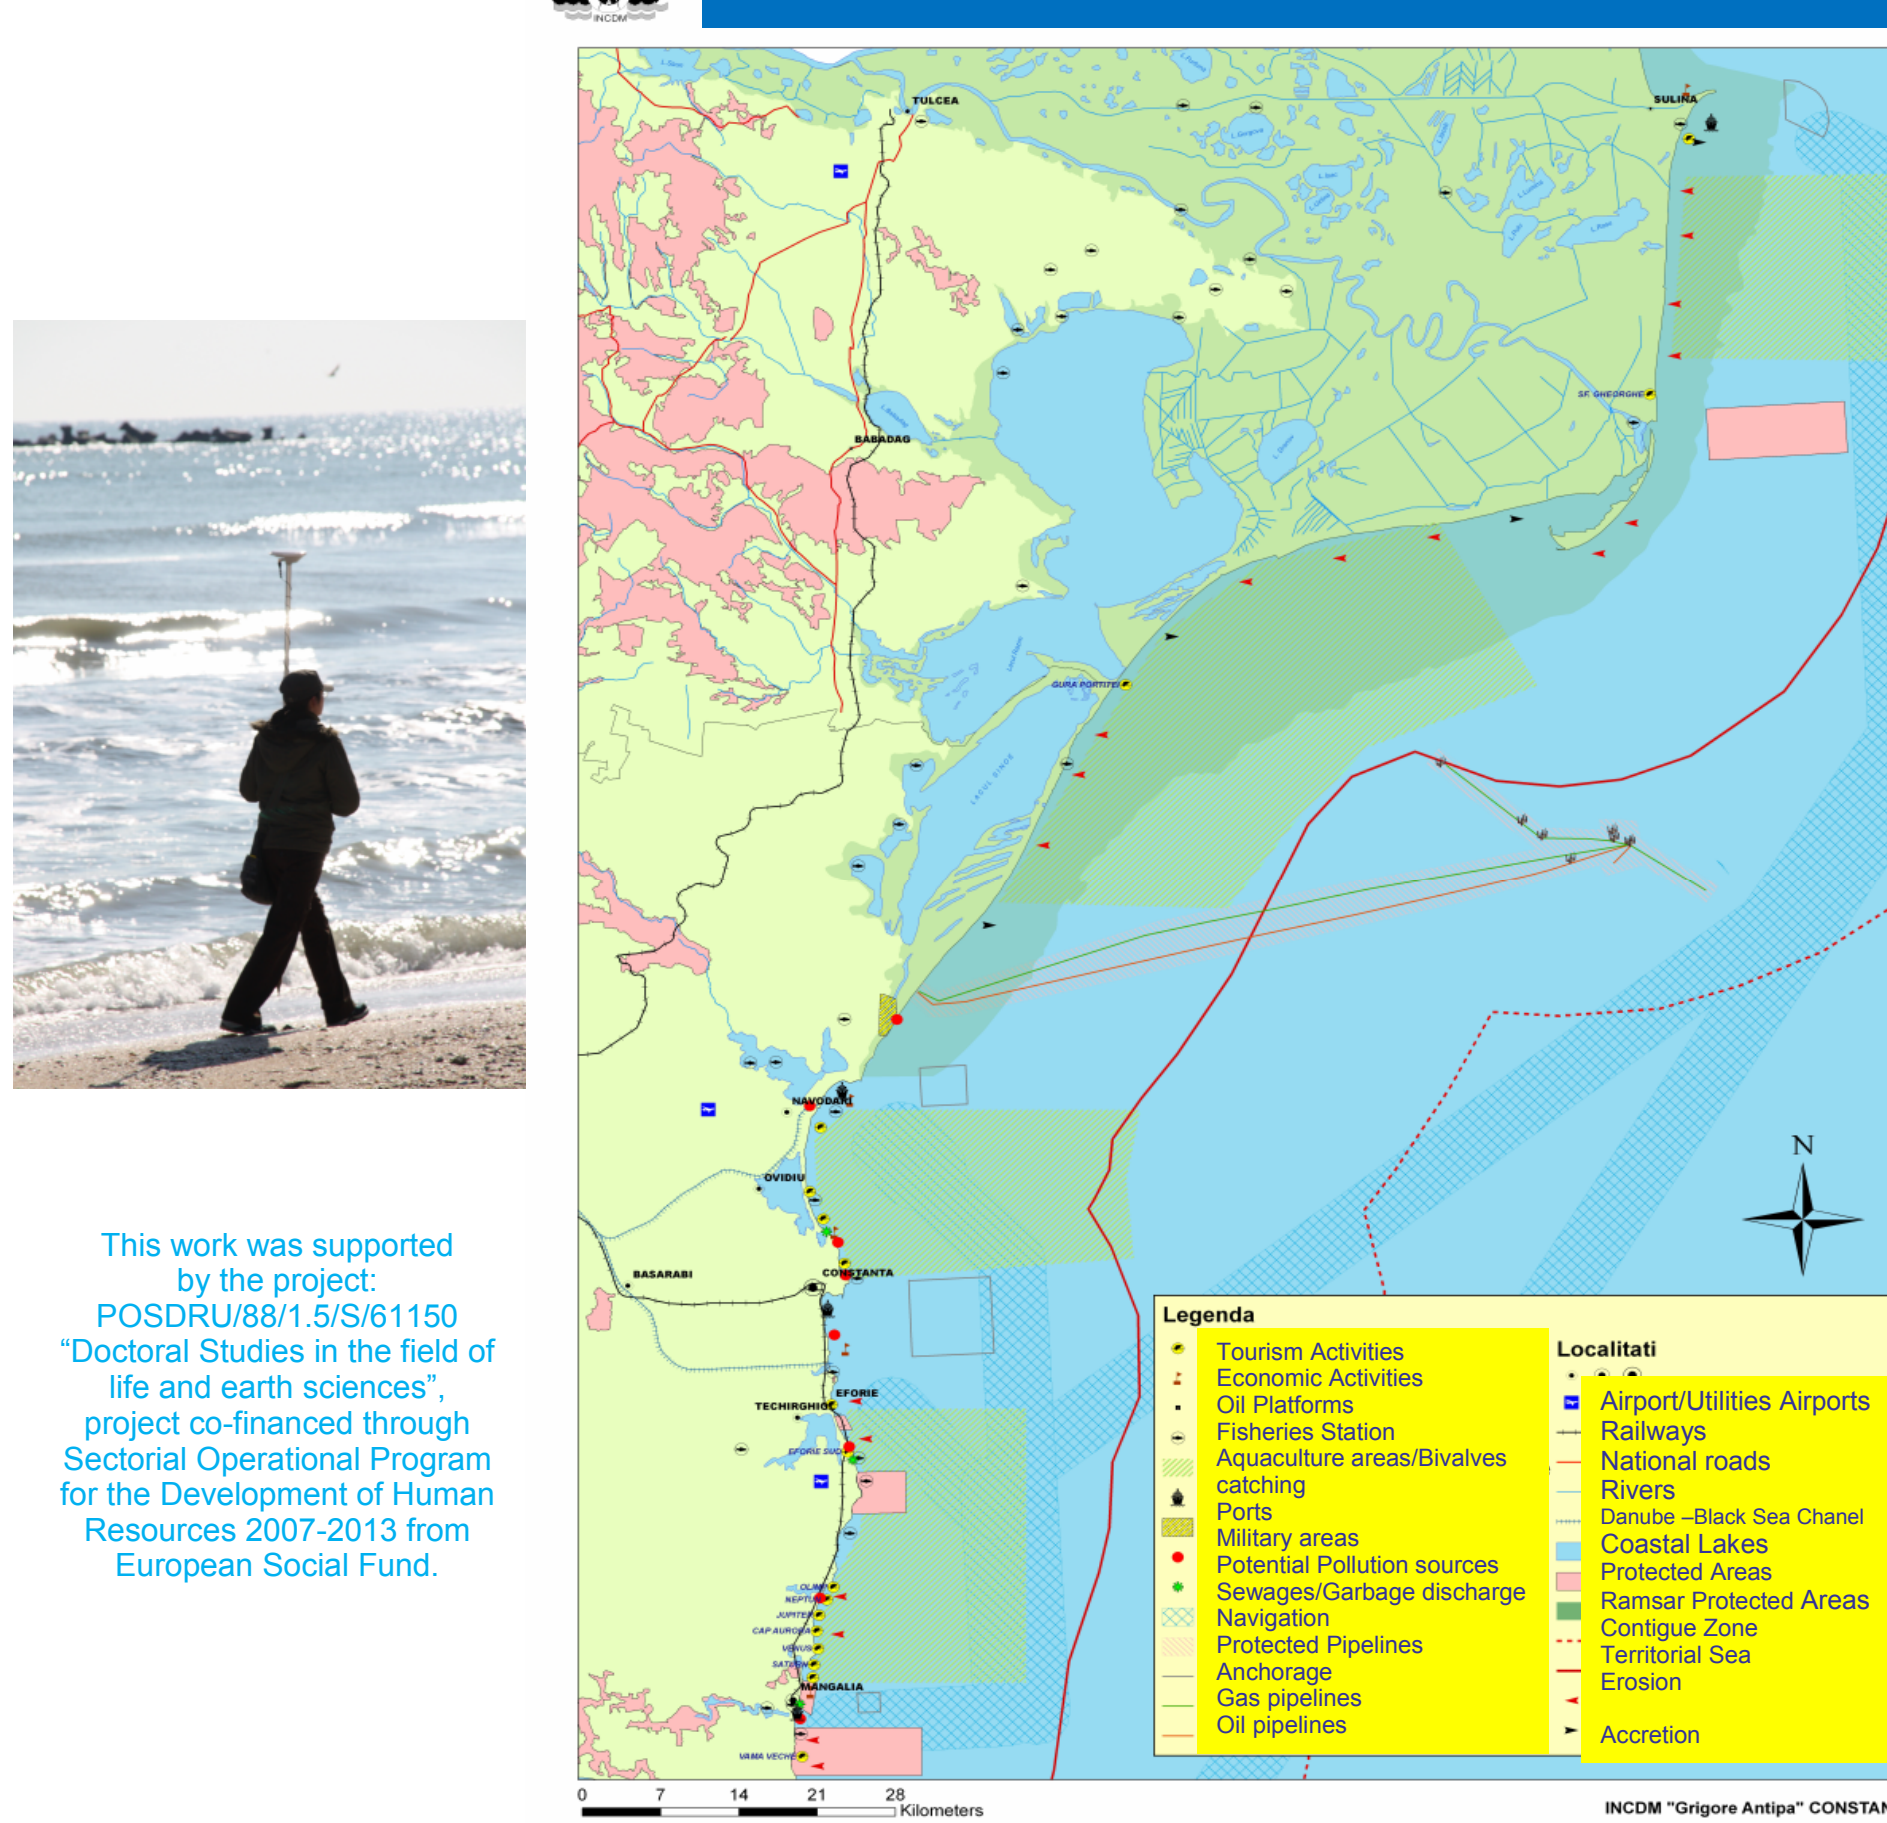 INCDM
TULCEA
SULINA
L. Gorgova
SF. GHEORGHE
BABADAG
GURA PORTITEI
LACUL SINOE
NAVODARI
OVIDIU
BASARABI
CONSTANTA
EFORIE
TECHIRGHIOL
EFORIE SUD
OLIMP
NEPTUN
JUPITER
CAP AURORA
VENUS
SATURN
MANGALIA
VAMA VECHE
N
This work was supported
by the project:
POSDRU/88/1.5/S/61150
“Doctoral Studies in the field of
life and earth sciences”,
project co-financed through
Sectorial Operational Program
for the Development of Human
Resources 2007-2013 from
European Social Fund.
Legenda
Tourism Activities
Economic Activities
Oil Platforms
Fisheries Station
Aquaculture areas/Bivalves
catching
Ports
Military areas
Potential Pollution sources
Sewages/Garbage discharge
Navigation
Protected Pipelines
Anchorage
Gas pipelines
Oil pipelines
Localitati
Airport/Utilities Airports
Railways
National roads
Rivers
Danube –Black Sea Chanel
Coastal Lakes
Protected Areas
Ramsar Protected Areas
Contigue Zone
Territorial Sea
Erosion
Accretion
0 7 14 21 28
Kilometers
INCDM "Grigore Antipa" CONSTAN